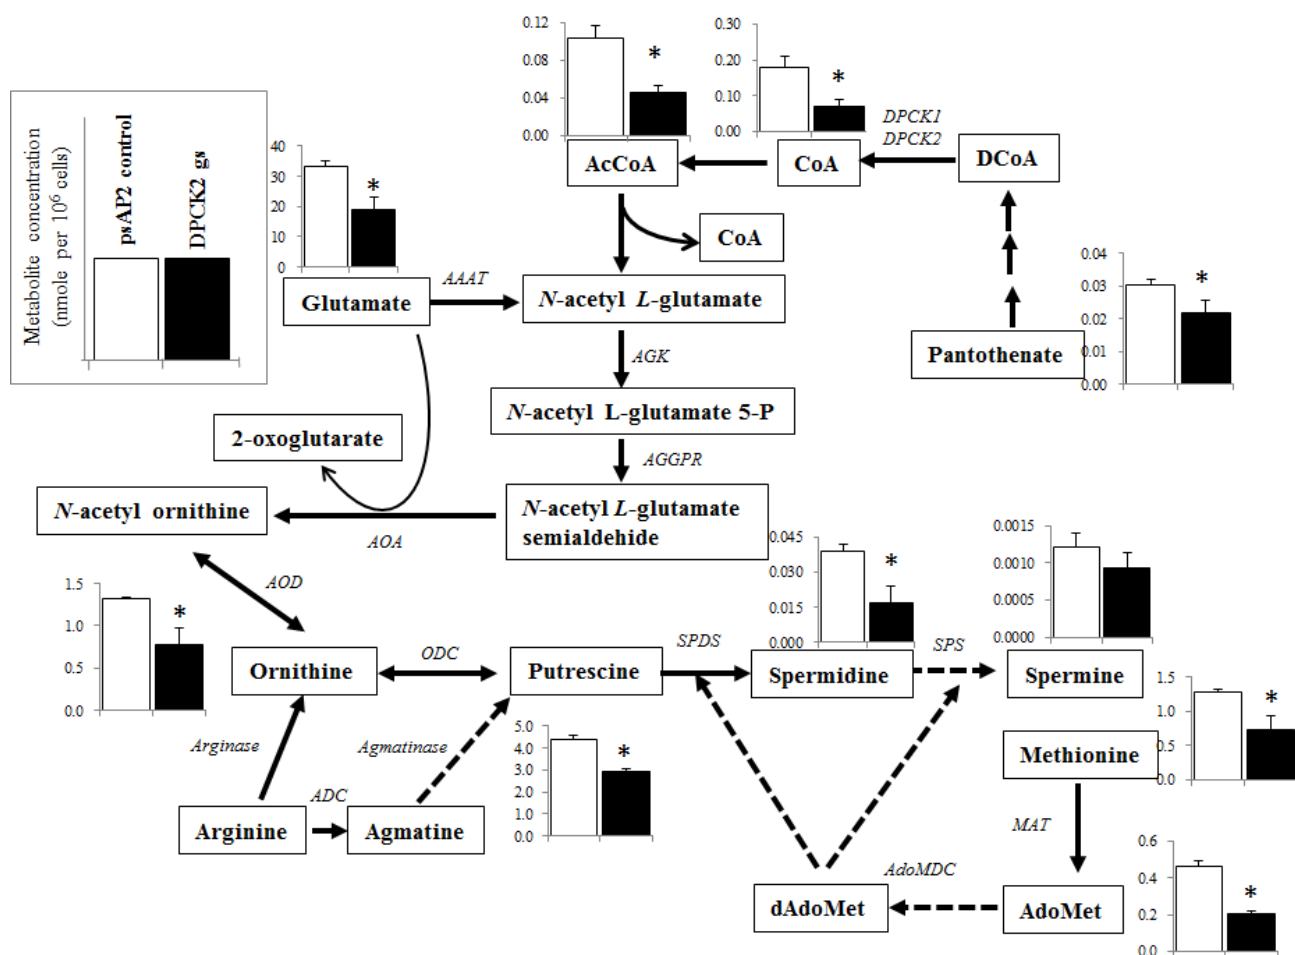 0.12
0.08
0.04
0.00
*
0.30
0.20
0.10
0.00
*
DPCK1
DPCK2
AcCoA
CoA
DCoA
CoA
Metabolite concentration
(nmole per 10⁶ cells)
psAP2 control
DPCK2 gs
40
30
20
10
0
*
Glutamate
AAAT
N-acetyl L-glutamate
0.04
0.03
0.02
0.01
0.00
*
Pantothenate
AGK
N-acetyl L-glutamate 5-P
2-oxoglutarate
AGGPR
N-acetyl ornithine
AOA
N-acetyl L-glutamate
semialdehide
AOD
1.5
1.0
0.5
0.0
*
0.045
0.030
0.015
0.000
*
0.0015
0.0010
0.0005
0.0000
Ornithine
ODC
Putrescine
SPDS
Spermidine
SPS
Spermine
Arginase
Agmatinase
5.0
4.0
3.0
2.0
1.0
0.0
*
1.5
1.0
0.5
0.0
*
Methionine
Arginine
ADC
Agmatine
MAT
0.6
0.4
0.2
0.0
*
dAdoMet
AdoMDC
AdoMet